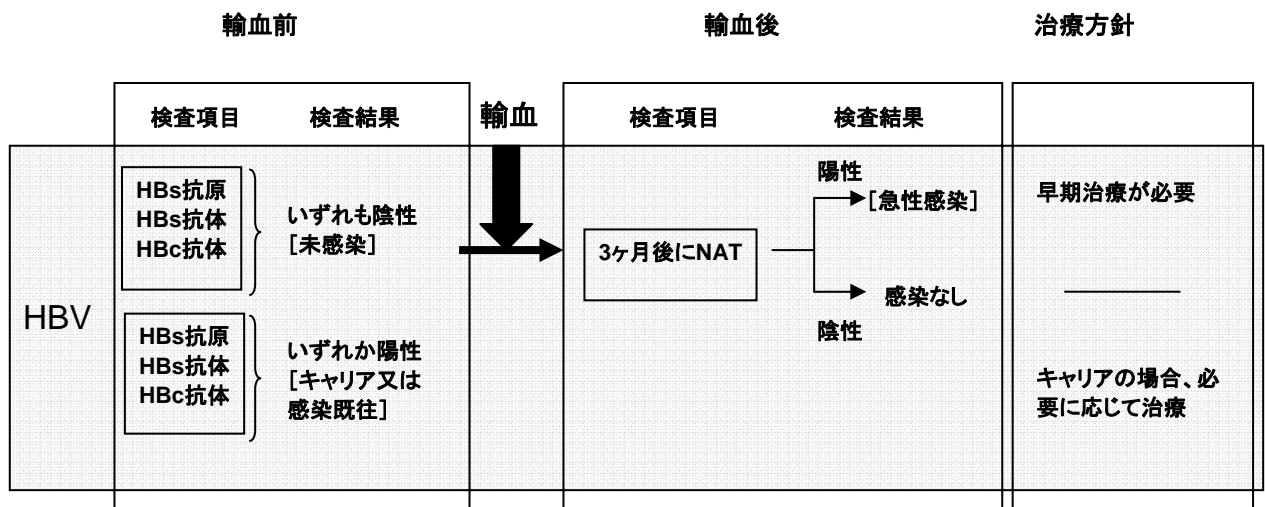 輸血前
輸血後
治療方針
検査項目
検査結果
輸血
検査項目
検査結果
HBV
HBs抗原
HBs抗体
HBc抗体
いずれも陰性
[未感染]
3ヶ月後にNAT
陽性
[急性感染]
早期治療が必要
感染なし
陰性
HBs抗原
HBs抗体
HBc抗体
いずれか陽性
[キャリア又は
感染既往]
キャリアの場合、必
要に応じて治療